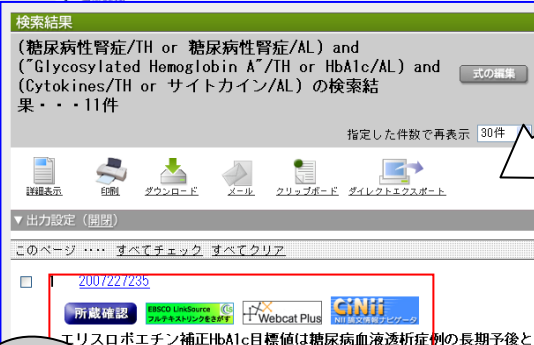 検索結果
(糖尿病性腎症/TH or 糖尿病性腎症/AL) and
("Glycosylated Hemoglobin A"/TH or HbA1c/AL) and
(Cytokines/TH or サイトカイン/AL) の検索結
果・・・11件
式の編集
指定した件数で再表示 30件
詳細表示 印刷 ダウンロード メール クリップボード ダイレクトエクスポート
▼出力設定（開閉）
このページ ‥‥ すべてチェック すべてクリア
1 2007227235
所蔵確認 EBSCO LinkSource フルテキストリンクをさがす Webcat Plus CiNii NII論文情報ナビゲータ
エリスロポエチン補正HbA1c目標値は糖尿病血液透析症例の長期予後と